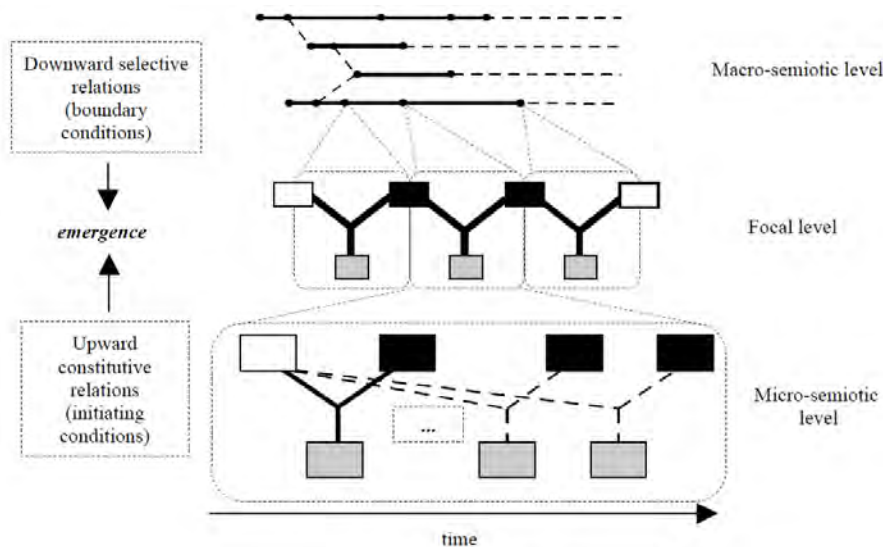 Downward selective
relations
(boundary
conditions)
emergence
Upward
constitutive
relations
(initiating
conditions)
Macro-semiotic level
Focal level
Micro-semiotic
level
...
time